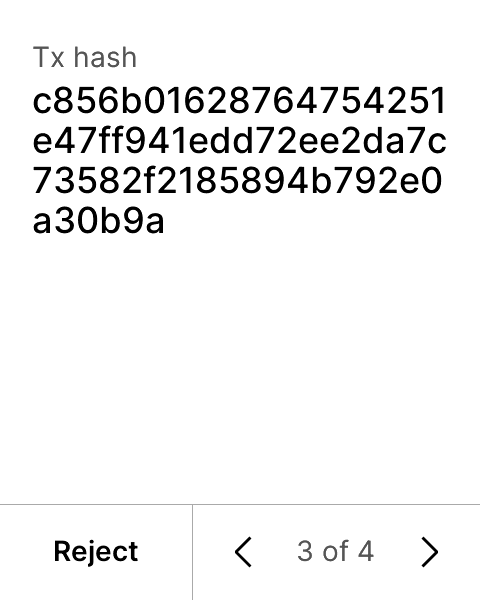 Tx hash
c856b01628764754251
e47ff941edd72ee2da7c
73582f2185894b792e0
a30b9a
Reject
3 of 4